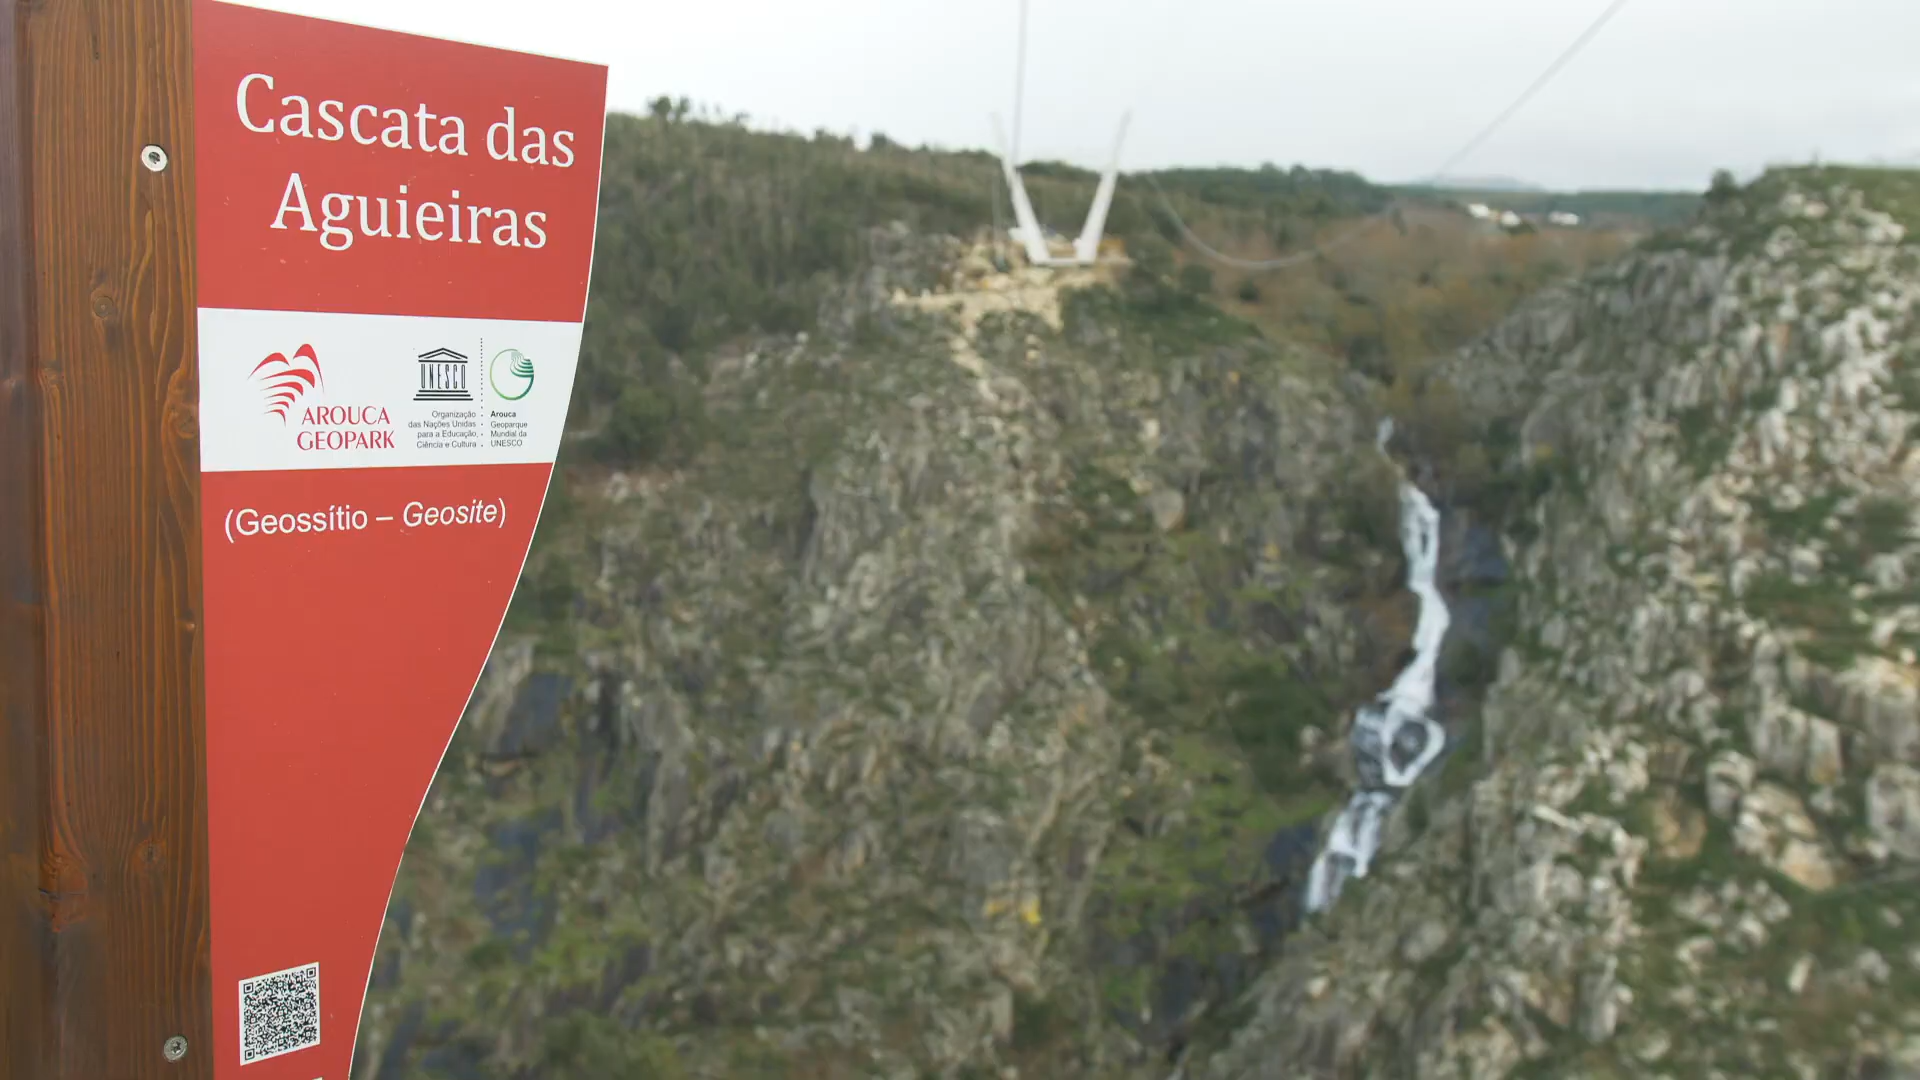 Cascata das
Aguieiras
AROUCA
GEOPARK
UNESCO
Organização
das Nações Unidas
para a Educação,
Ciência e Cultura
Arouca
Geoparque
Mundial da
UNESCO
(Geossítio – Geosite)